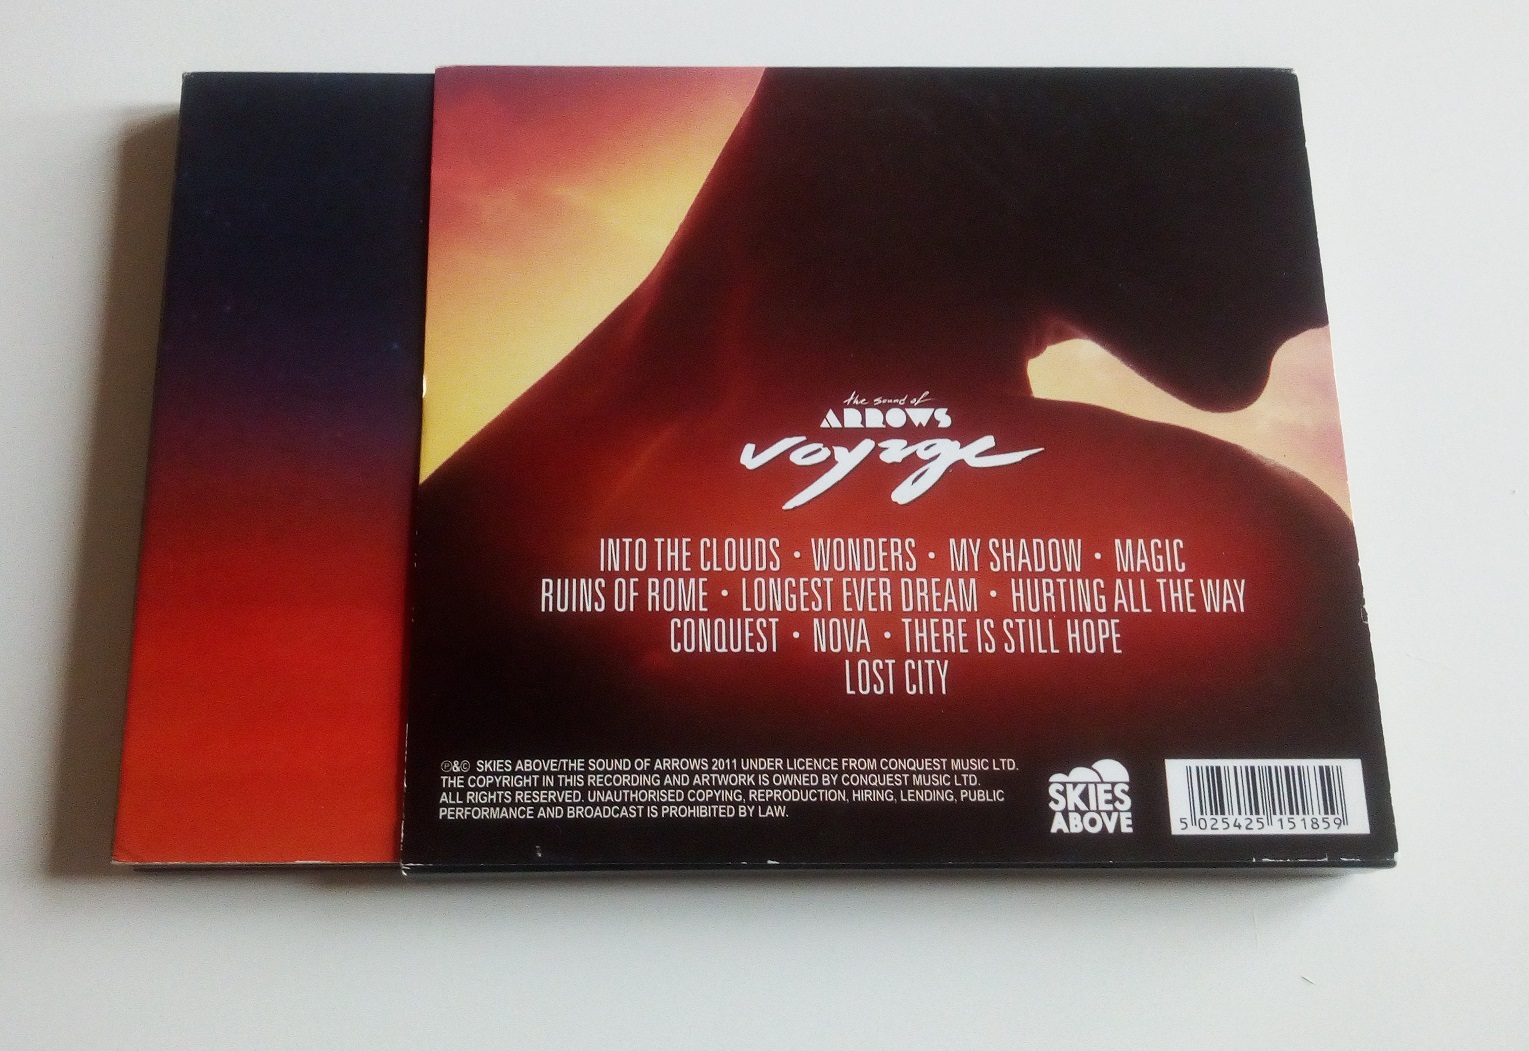 the sound of
ARROWS
voyage
INTO THE CLOUDS • WONDERS • MY SHADOW • MAGIC
RUINS OF ROME • LONGEST EVER DREAM • HURTING ALL THE WAY
CONQUEST • NOVA • THERE IS STILL HOPE
LOST CITY
℗&© SKIES ABOVE/THE SOUND OF ARROWS 2011 UNDER LICENCE FROM CONQUEST MUSIC LTD.
THE COPYRIGHT IN THIS RECORDING AND ARTWORK IS OWNED BY CONQUEST MUSIC LTD.
ALL RIGHTS RESERVED. UNAUTHORISED COPYING, REPRODUCTION, HIRING, LENDING, PUBLIC
PERFORMANCE AND BROADCAST IS PROHIBITED BY LAW.
SKIES
ABOVE
5 025425 151859